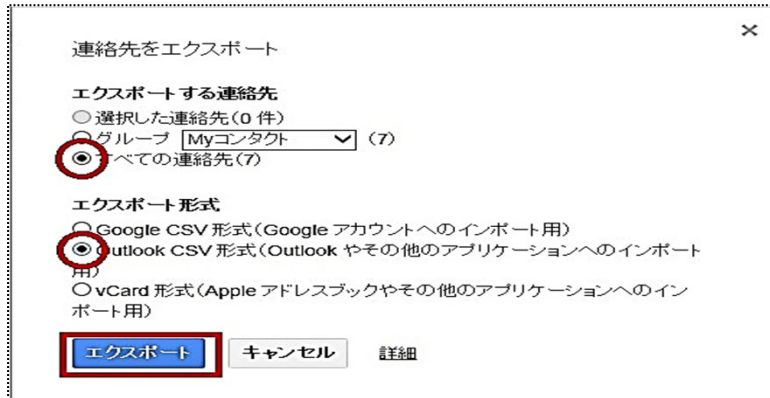 連絡先をエクスポート
エクスポートする連絡先
選択した連絡先(0 件)
グループ Myコンタクト (7)
すべての連絡先(7)
エクスポート形式
Google CSV 形式(Google アカウントへのインポート用)
Outlook CSV 形式(Outlook やその他のアプリケーションへのインポート
用)
vCard 形式(Apple アドレスブックやその他のアプリケーションへのイン
ポート用)
エクスポート キャンセル 詳細